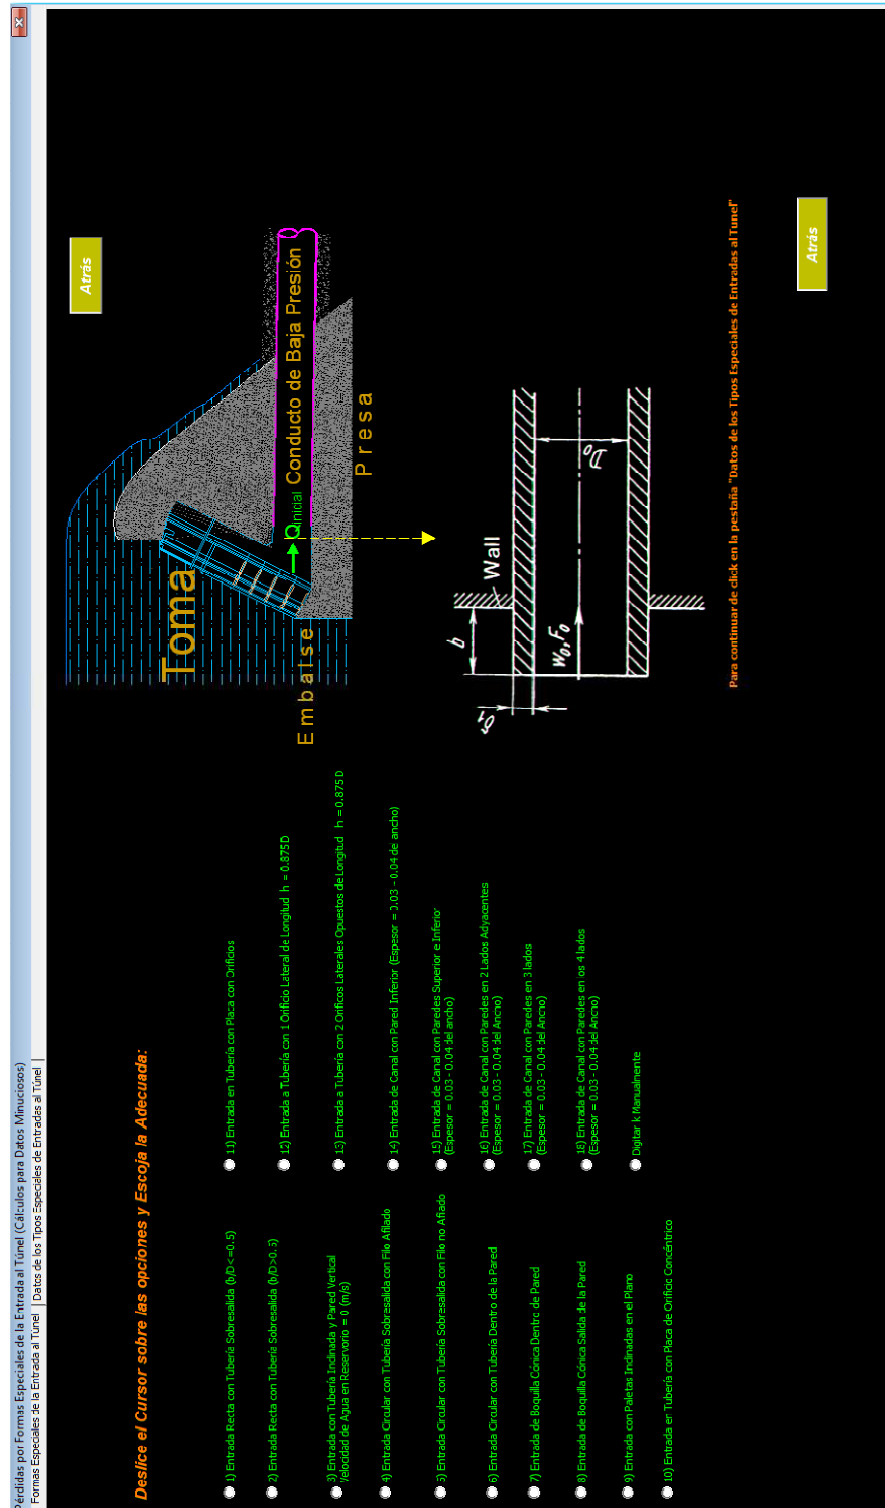 Pérdidas por Formas Especiales de la Entrada al Túnel (Cálculos para Datos Minuciosos)
Formas Especiales de la Entrada al Túnel
Datos de los Tipos Especiales de Entradas al Túnel
Deslice el Cursor sobre las opciones y Escoja la Adecuada:
1) Entrada Recta con Tubería Sobresalida (b/D<=0,5)
2) Entrada Recta con Tubería Sobresalida (b/D>0,5)
3) Entrada con Tubería Inclinada y Pared Vertical
Velocidad de Agua en Reservorio = 0 (m/s)
4) Entrada Circular con Tubería Sobresalida con Filo Afilado
5) Entrada Circular con Tubería Sobresalida con Filo no Afilado
6) Entrada Circular con Tubería Dentro de la Pared
7) Entrada de Boquilla Cónica Dentro de Pared
8) Entrada de Boquilla Cónica Salida de la Pared
9) Entrada con Paletas Inclinadas en el Plano
10) Entrada en Tubería con Placa de Orificio Concéntrico
11) Entrada en Tubería con Placa con Orificios
12) Entrada a Tubería con 1 Orificio Lateral de Longitud h = 0.875D
13) Entrada a Tubería con 2 Orificos Laterales Opuestos de Longitud h = 0.875D
14) Entrada de Canal con Pared Inferior (Espesor = 0.03 - 0.04 de ancho)
15) Entrada de Canal con Paredes Superior e Inferior
(Espesor = 0.03 - 0.04 del ancho)
16) Entrada de Canal con Paredes en 2 Lados Adyacentes
(Espesor = 0.03 - 0.04 del Ancho)
17) Entrada de Canal con Paredes en 3 lados
(Espesor = 0.03 - 0.04 del Ancho)
18) Entrada de Canal con Paredes en los 4 lados
(Espesor = 0.03 - 0.04 del Ancho)
Digitar k Manualmente
Atrás
Toma
Embalse
Qinicial
Conducto de Baja Presión
Presa
Wall
b
δ1
w0, F0
D0
Para continuar de click en la pestaña "Datos de los Tipos Especiales de Entradas al Tunel"
Atrás